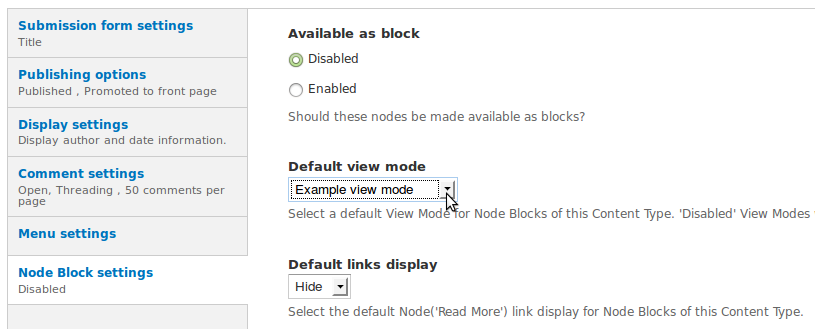 Submission form settings
Title
Publishing options
Published , Promoted to front page
Display settings
Display author and date information.
Comment settings
Open, Threading , 50 comments per
page
Menu settings
Node Block settings
Disabled
Available as block
Disabled
Enabled
Should these nodes be made available as blocks?
Default view mode
Example view mode
Select a default View Mode for Node Blocks of this Content Type. 'Disabled' View Modes
Default links display
Hide
Select the default Node('Read More') link display for Node Blocks of this Content Type.